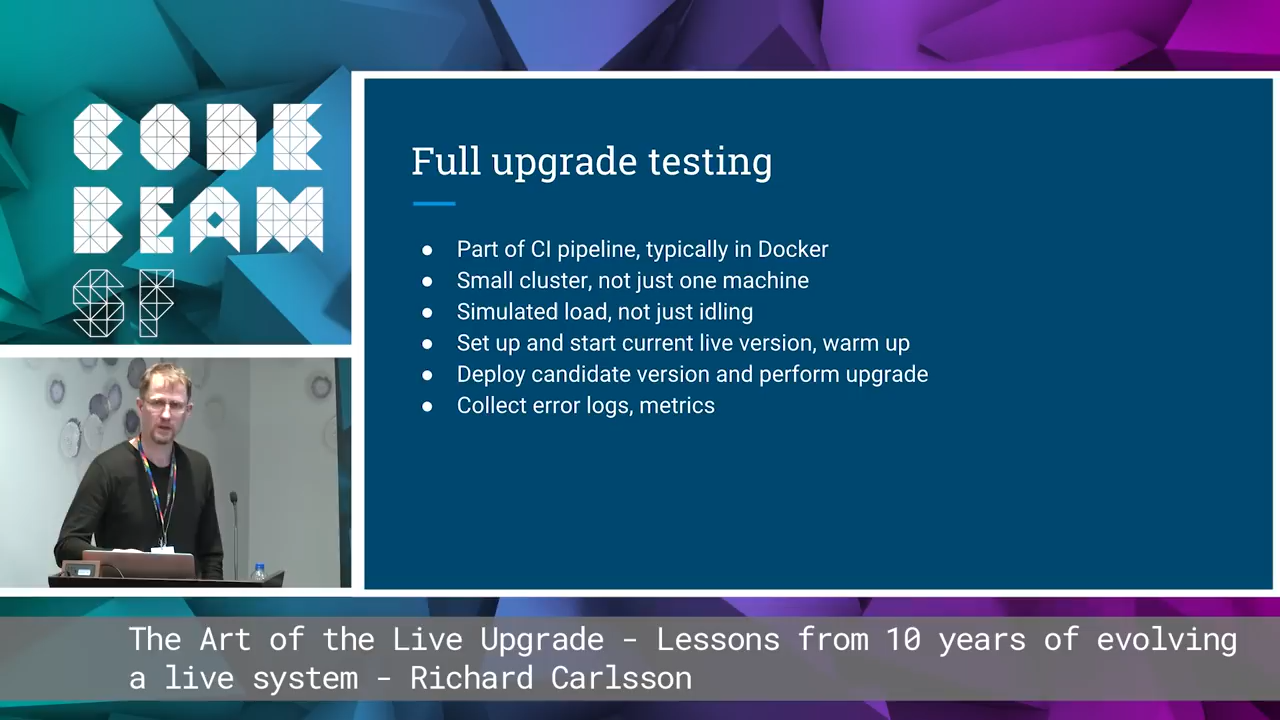 CODE
BEAM
SF
Full upgrade testing
● Part of CI pipeline, typically in Docker
● Small cluster, not just one machine
● Simulated load, not just idling
● Set up and start current live version, warm up
● Deploy candidate version and perform upgrade
● Collect error logs, metrics
The Art of the Live Upgrade - Lessons from 10 years of evolving
a live system - Richard Carlsson